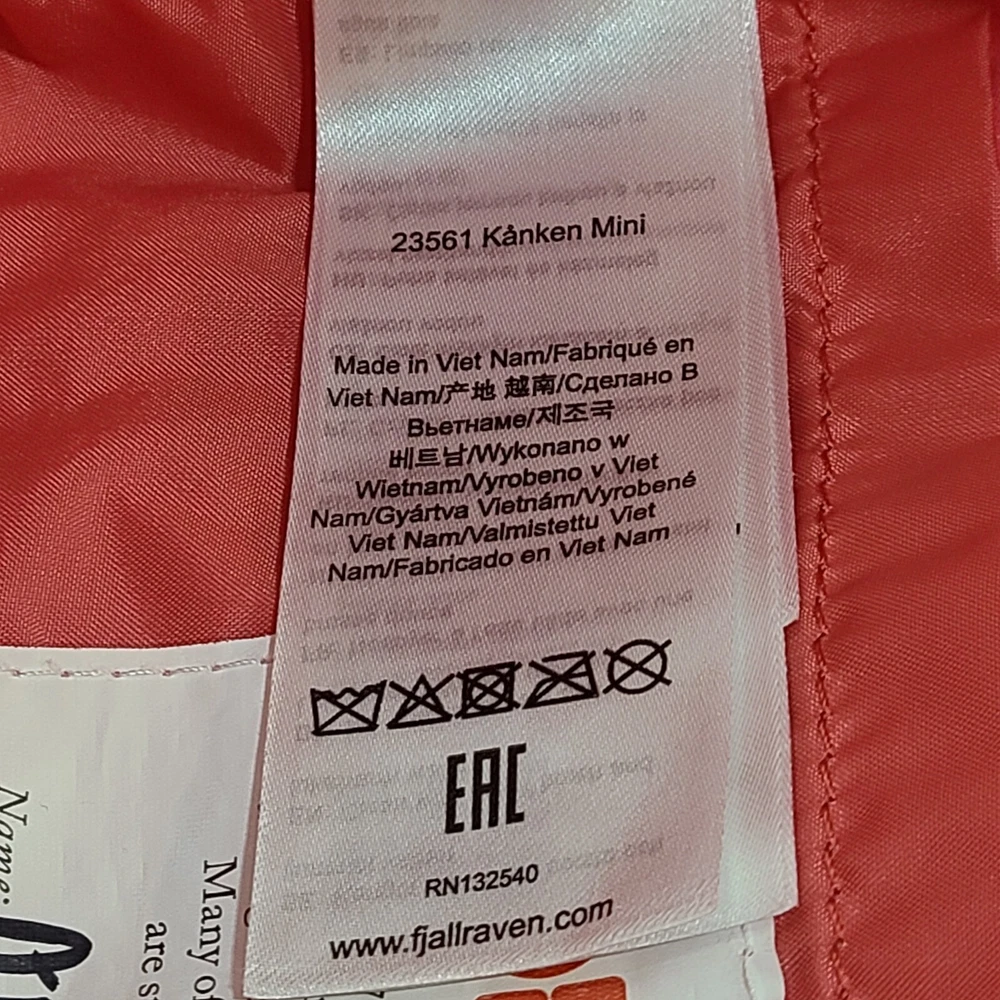 23561 Kånken Mini
Made in Viet Nam/Fabriqué en
Viet Nam/产地 越南/Сделано В
Вьетнаме/제조국
베트남/Wykonano w
Wietnam/Vyrobeno v Viet
Nam/Gyártva Vietnám/Vyrobené
Viet Nam/Valmistettu Viet
Nam/Fabricado en Viet Nam
EAC
RN132540
www.fjallraven.com
Name:
Many of
are